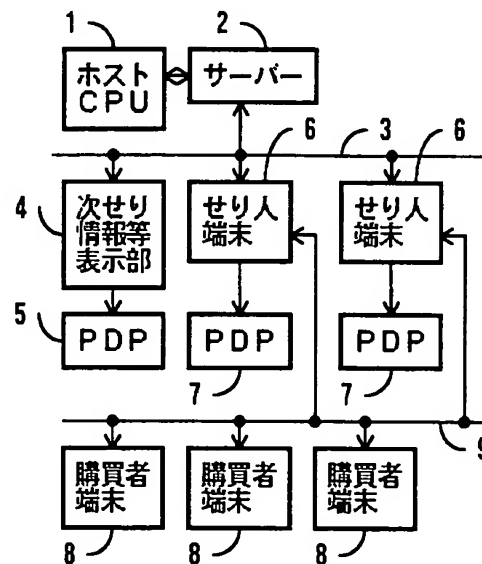 1
2
ホスト
CPU
サーバー
6
3
6
4
次せり
情報等
表示部
せり人
端末
せり人
端末
5
PDP
PDP
PDP
7
7
9
購買者
端末
購買者
端末
購買者
端末
8
8
8